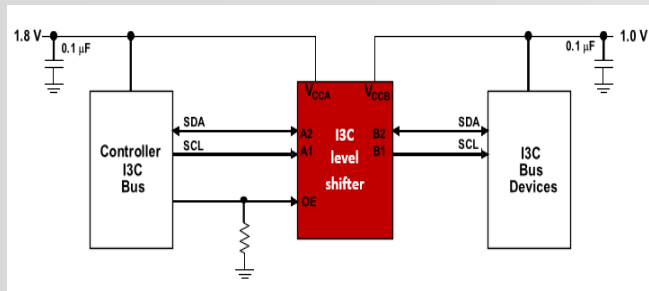 1.8 V
0.1 µF
0.1 µF
1.0 V
VCCA
VCCB
SDA
A2
B2
SDA
SCL
A1
B1
SCL
Controller
I3C
Bus
I3C
level
shifter
I3C
Bus
Devices
OE